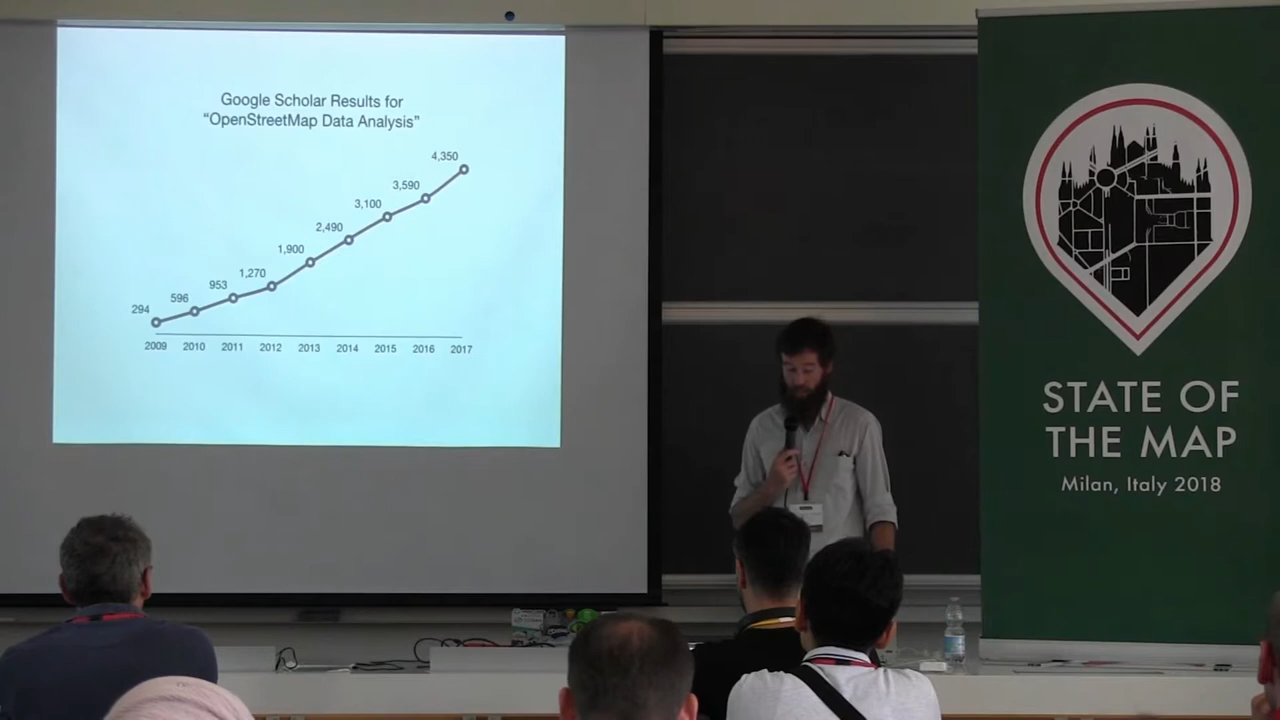 Google Scholar Results for
“OpenStreetMap Data Analysis”
4,350
3,590
3,100
2,490
1,900
1,270
953
596
294
2009 2010 2011 2012 2013 2014 2015 2016 2017
STATE OF
THE MAP
Milan, Italy 2018